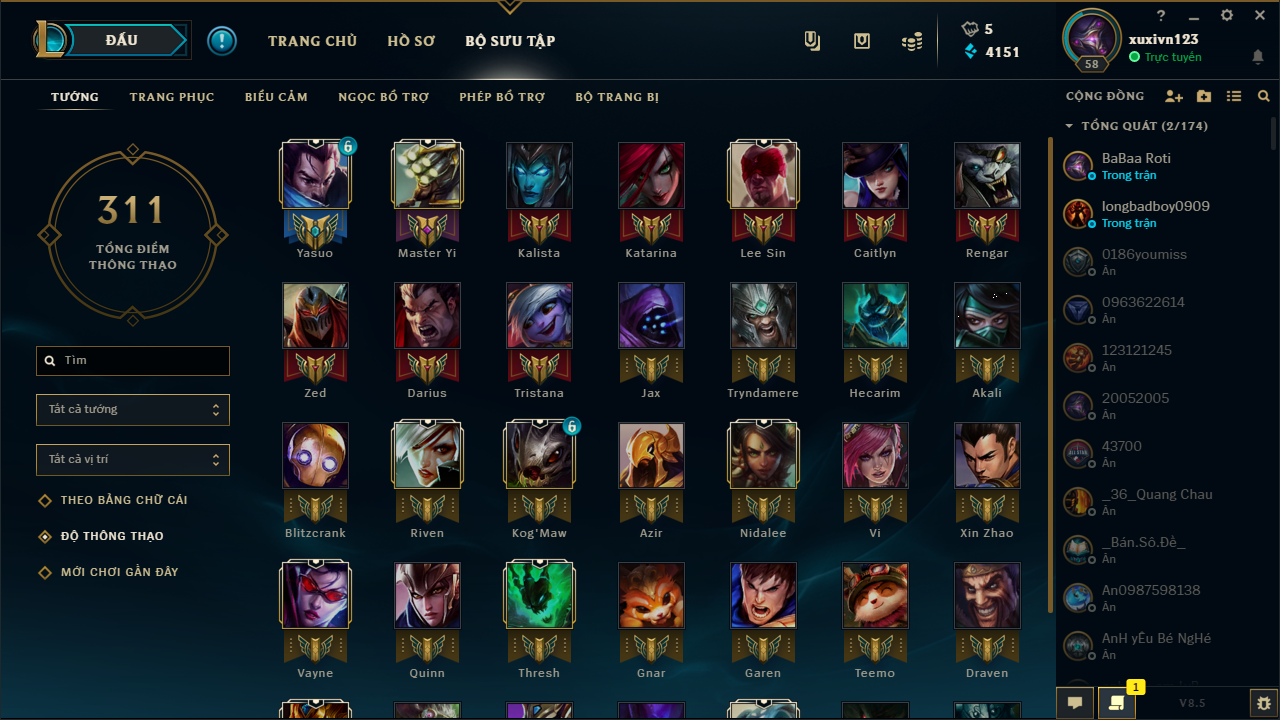 ĐẤU
!
TRANG CHỦ
HỒ SƠ
BỘ SƯU TẬP
5
4151
58
xuxivn123
Trực tuyến
?
TƯỚNG
TRANG PHỤC
BIỂU CẢM
NGỌC BỔ TRỢ
PHÉP BỔ TRỢ
BỘ TRANG BỊ
CỘNG ĐỒNG
TỔNG QUÁT (2/174)
311
TỔNG ĐIỂM
THÔNG THẠO
Tìm
Tất cả tướng
Tất cả vị trí
THEO BẢNG CHỮ CÁI
ĐỘ THÔNG THẠO
MỚI CHƠI GẦN ĐÂY
6
Yasuo
Master Yi
Kalista
Katarina
Lee Sin
Caitlyn
Rengar
Zed
Darius
Tristana
Jax
Tryndamere
Hecarim
Akali
6
Blitzcrank
Riven
Kog'Maw
Azir
Nidalee
Vi
Xin Zhao
Vayne
Quinn
Thresh
Gnar
Garen
Teemo
Draven
BaBaa Roti
Trong trận
longbadboy0909
Trong trận
0186youmiss
Ẩn
0963622614
Ẩn
123121245
Ẩn
20052005
Ẩn
43700
Ẩn
_36_Quang Chau
Ẩn
_Bán.Sô.Đề_
Ẩn
An0987598138
Ẩn
AnH yÊu Bé NgHé
Ẩn
1
V8.5